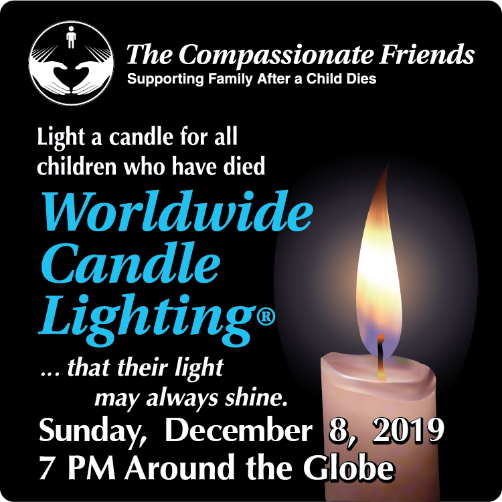 The Compassionate Friends
Supporting Family After a Child Dies
Light a candle for all
children who have died
Worldwide
Candle
Lighting®
... that their light
may always shine.
Sunday, December 8, 2019
7 PM Around the Globe